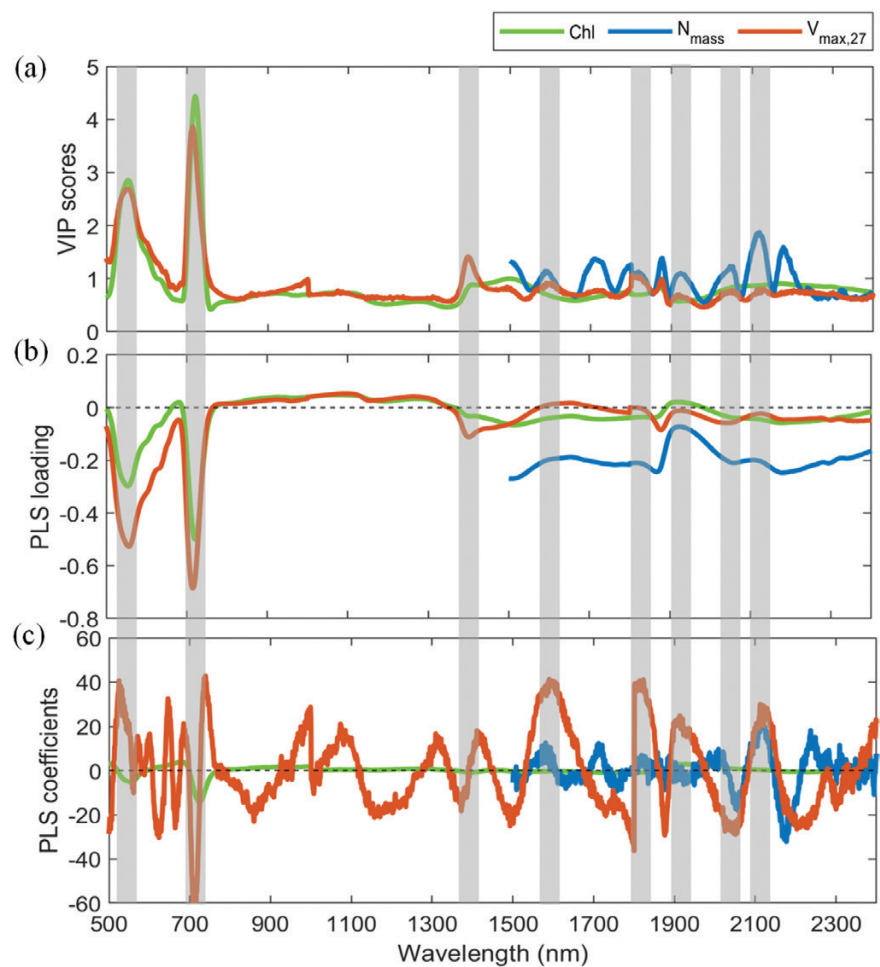 Chl N_mass V_max,27
(a)
5
4
3
2
1
0
VIP scores
(b)
0.2
0
-0.2
-0.4
-0.6
-0.8
PLS loading
(c)
60
40
20
0
-20
-40
-60
PLS coefficients
500 700 900 1100 1300 1500 1700 1900 2100 2300
Wavelength (nm)